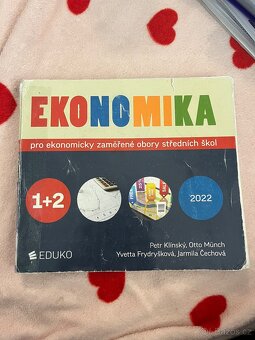 EKONOMIKA
pro ekonomicky zaměřené obory středních škol
1+2
2022
Petr Klínský, Otto Münch
Yvetta Frydryšková, Jarmila Čechová
EDUKO